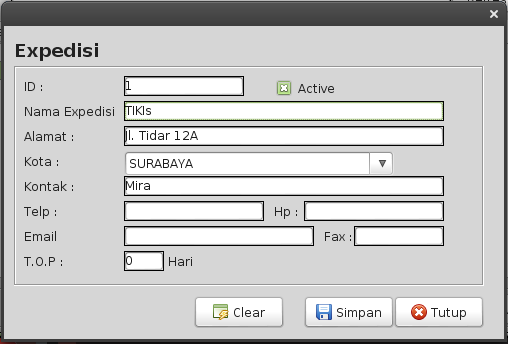 Expedisi
ID : 1 Active
Nama Expedisi TIKIs
Alamat : Jl. Tidar 12A
Kota : SURABAYA
Kontak : Mira
Telp : Hp :
Email Fax :
T.O.P : 0 Hari
Clear Simpan Tutup